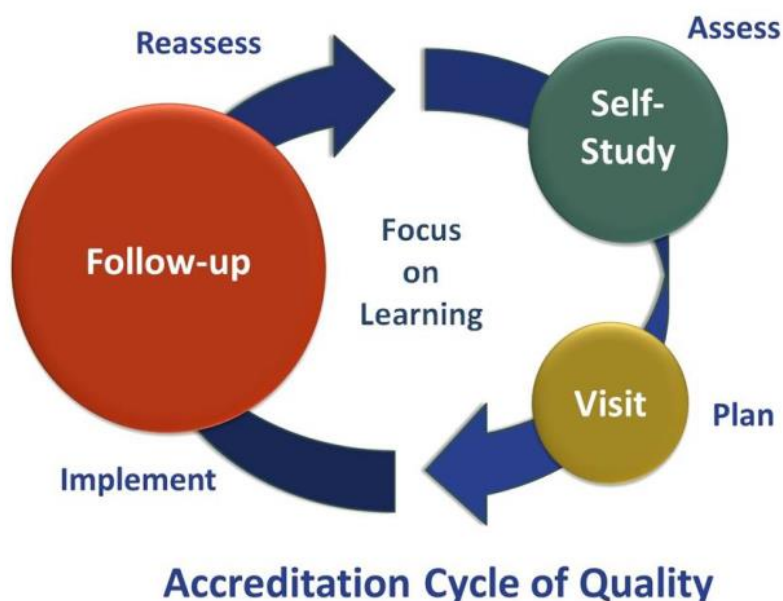 Reassess
Assess
Self-
Study
Follow-up
Focus
on
Learning
Visit
Plan
Implement
Accreditation Cycle of Quality